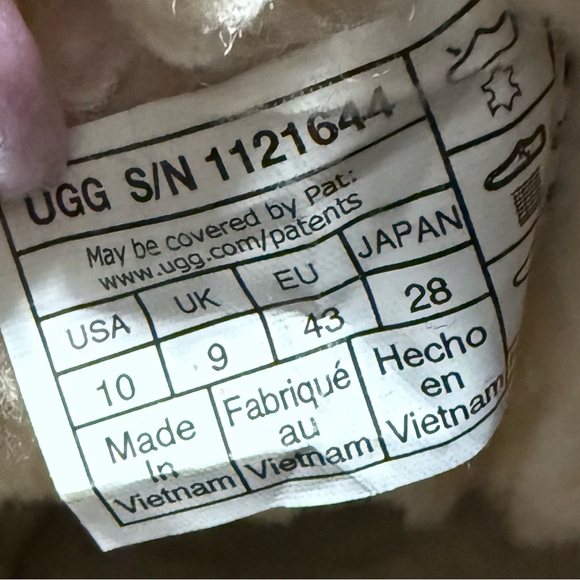 UGG S/N 1121644
May be covered by Pat:
www.ugg.com/patents
USA UK EU JAPAN
10 9 43 28
Made In Vietnam
Fabriqué au Vietnam
Hecho en Vietnam